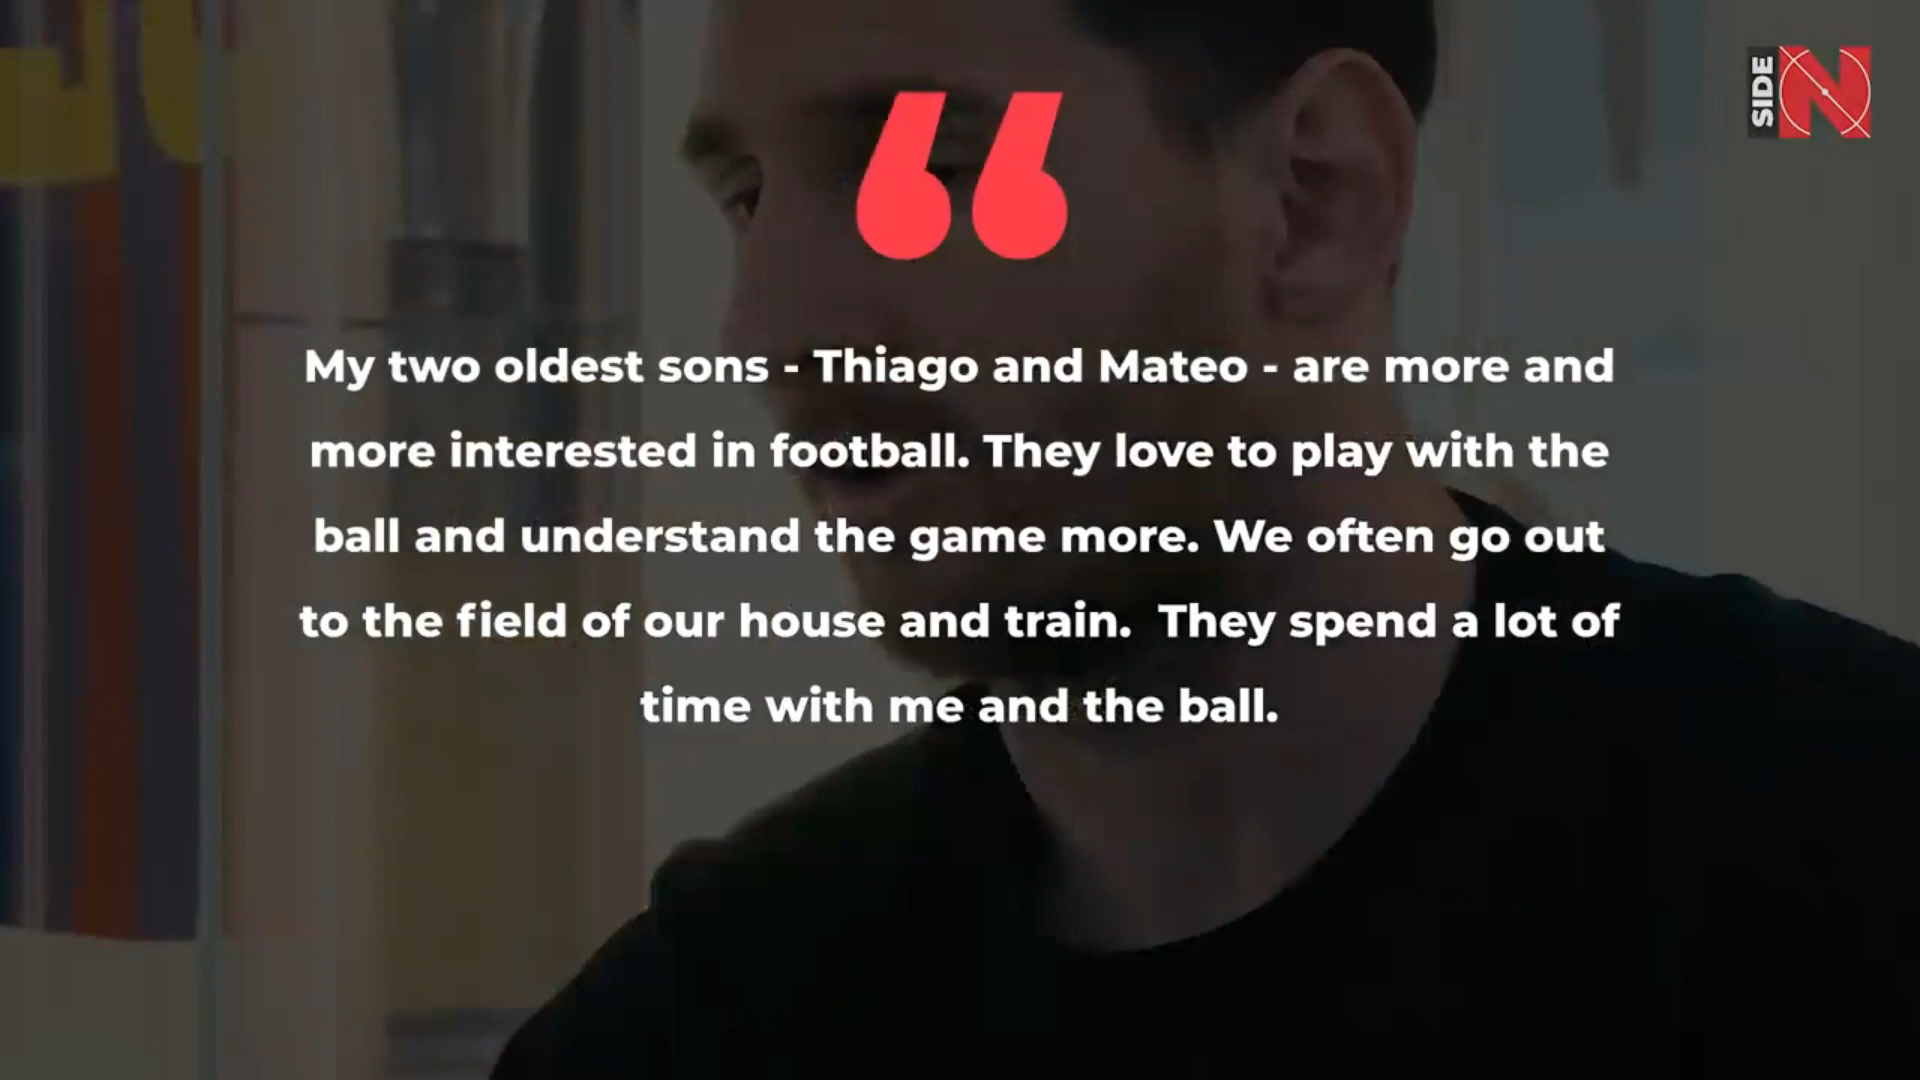 SIDE N
My two oldest sons - Thiago and Mateo - are more and
more interested in football. They love to play with the
ball and understand the game more. We often go out
to the field of our house and train.  They spend a lot of
time with me and the ball.